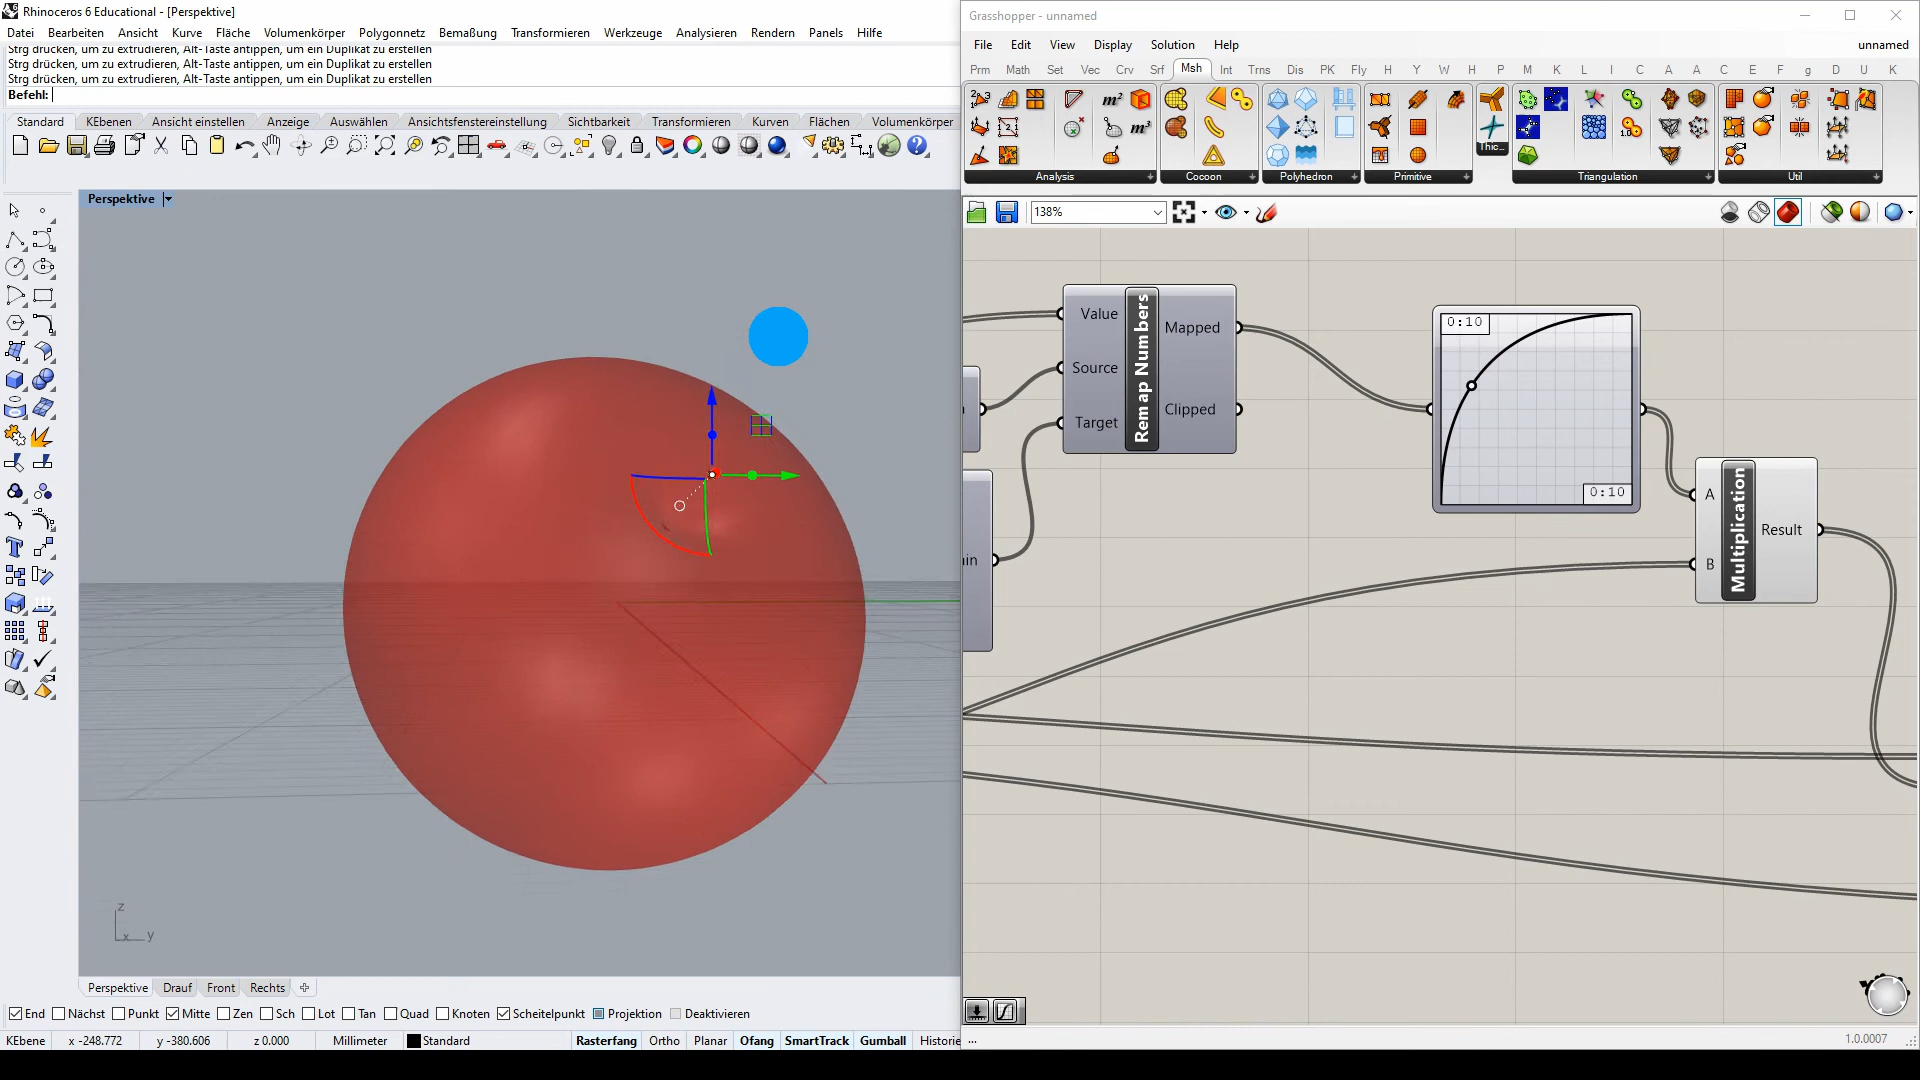 Rhinoceros 6 Educational - [Perspektive]
Datei Bearbeiten Ansicht Kurve Fläche Volumenkörper Polygonnetz Bemaßung Transformieren Werkzeuge Analysieren Rendern Panels Hilfe
Strg drücken, um zu extrudieren, Alt-Taste antippen, um ein Duplikat zu erstellen
Strg drücken, um zu extrudieren, Alt-Taste antippen, um ein Duplikat zu erstellen
Strg drücken, um zu extrudieren, Alt-Taste antippen, um ein Duplikat zu erstellen
Befehl:
Standard KEbenen Ansicht einstellen Anzeige Auswählen Ansichtsfenstereinstellung Sichtbarkeit Transformieren Kurven Flächen Volumenkörper
Perspektive
z
x y
Perspektive Drauf Front Rechts
End Nächst Punkt Mitte Zen Sch Lot Tan Quad Knoten Scheitelpunkt Projektion Deaktivieren
KEbene x -248.772 y -380.606 z 0.000 Millimeter Standard Rasterfang Ortho Planar Ofang SmartTrack Gumball Historie
Grasshopper - unnamed
File Edit View Display Solution Help unnamed
Prm Math Set Vec Crv Srf Msh Int Trns Dis PK Fly H Y W H P M K L I C A A C E F g D U K
Thic...
Analysis Cocoon Polyhedron Primitive Triangulation Util
138%
Value
Source
Target
Remap Numbers
Mapped
Clipped
0:10
0:10
A
B
Multiplication
Result
in
... 1.0.0007